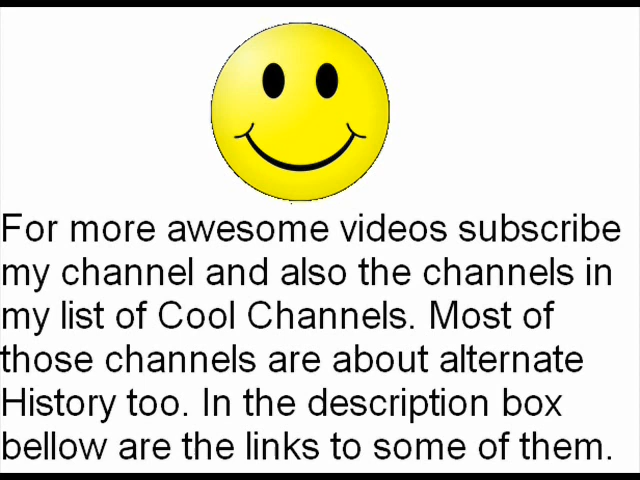 For more awesome videos subscribe
my channel and also the channels in
my list of Cool Channels. Most of
those channels are about alternate
History too. In the description box
bellow are the links to some of them.